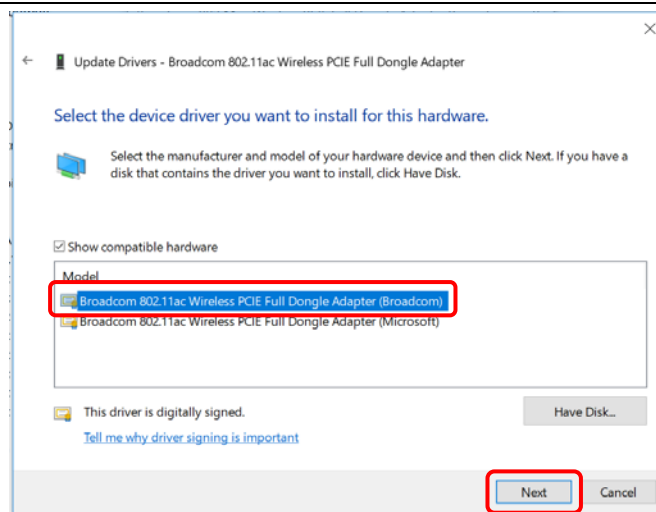 Update Drivers - Broadcom 802.11ac Wireless PCIE Full Dongle Adapter
Select the device driver you want to install for this hardware.
Select the manufacturer and model of your hardware device and then click Next. If you have a
disk that contains the driver you want to install, click Have Disk.
Show compatible hardware
Model
Broadcom 802.11ac Wireless PCIE Full Dongle Adapter (Broadcom)
Broadcom 802.11ac Wireless PCIE Full Dongle Adapter (Microsoft)
This driver is digitally signed.
Have Disk...
Tell me why driver signing is important
Next
Cancel